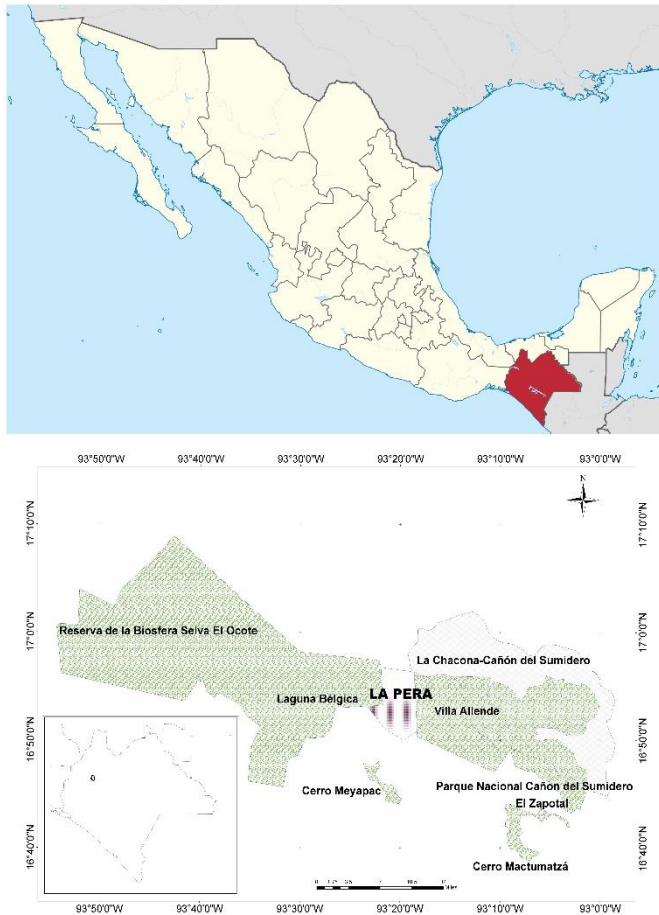 93°50'0"W 93°40'0"W 93°30'0"W 93°20'0"W 93°10'0"W 93°0'0"W
N
17°10'0"N 17°10'0"N
17°0'0"N 17°0'0"N
Reserva de la Biosfera Selva El Ocote
La Chacona-Cañón del Sumidero
LA PERA
Laguna Bélgica
Villa Allende
16°50'0"N 16°50'0"N
Parque Nacional Cañon del Sumidero
Cerro Meyapac
El Zapotal
16°40'0"N 16°40'0"N
Cerro Mactumatzá
Miles
93°50'0"W 93°40'0"W 93°30'0"W 93°20'0"W 93°10'0"W 93°0'0"W